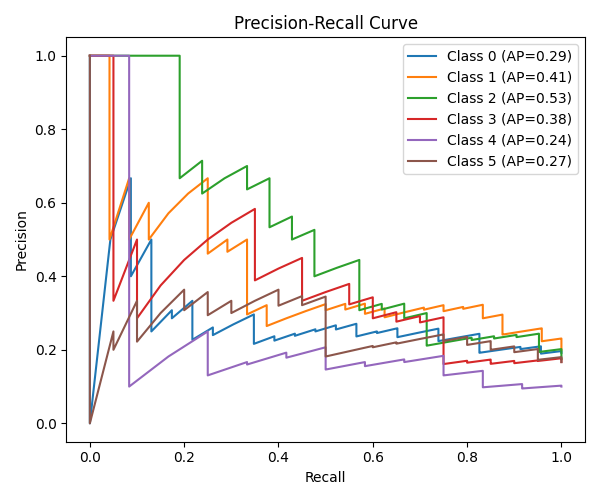 Precision-Recall Curve
Precision
1.0
0.8
0.6
0.4
0.2
0.0
Class 0 (AP=0.29)
Class 1 (AP=0.41)
Class 2 (AP=0.53)
Class 3 (AP=0.38)
Class 4 (AP=0.24)
Class 5 (AP=0.27)
0.0 0.2 0.4 0.6 0.8 1.0
Recall